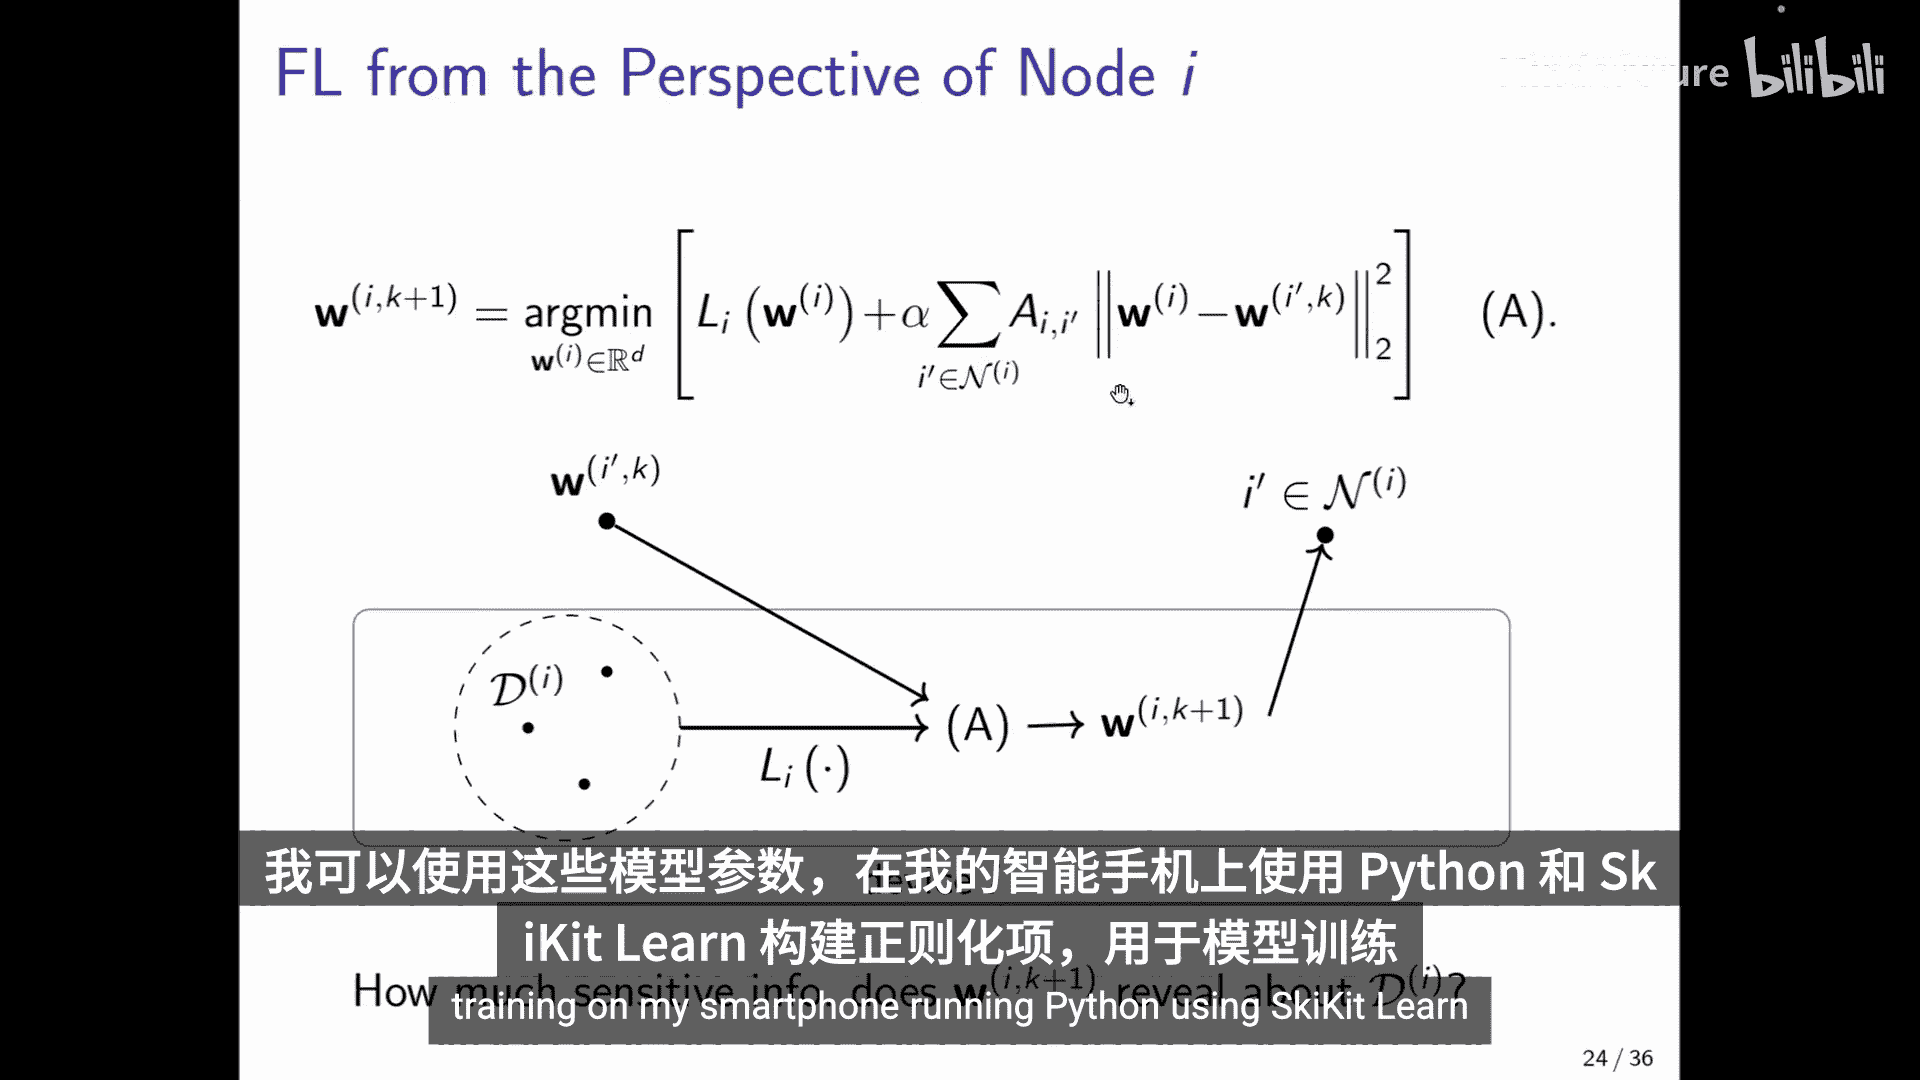 FL from the Perspective of Node i
ure bilibili
w^(i,k+1) = argmin_{w^(i)∈ℝ^d} [ L_i (w^(i)) + α ∑_{i′∈𝒩^(i)} A_{i,i′} ‖w^(i) − w^(i′,k)‖_2^2 ] (A).
w^(i′,k)
i′ ∈ 𝒩^(i)
𝒟^(i)
(A) → w^(i,k+1)
L_i (·)
我可以使用这些模型参数，在我的智能手机上使用 Python 和 Sk
iKit Learn 构建正则化项，用于模型训练
How much sensitive info. does w^(i,k+1) reveal about 𝒟^(i)?
training on my smartphone running Python using SkiKit Learn
24 / 36